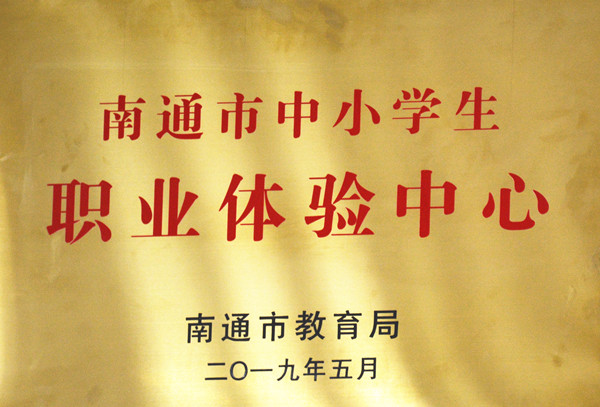 南通市中小学生
职业体验中心
南通市教育局
二〇一九年五月